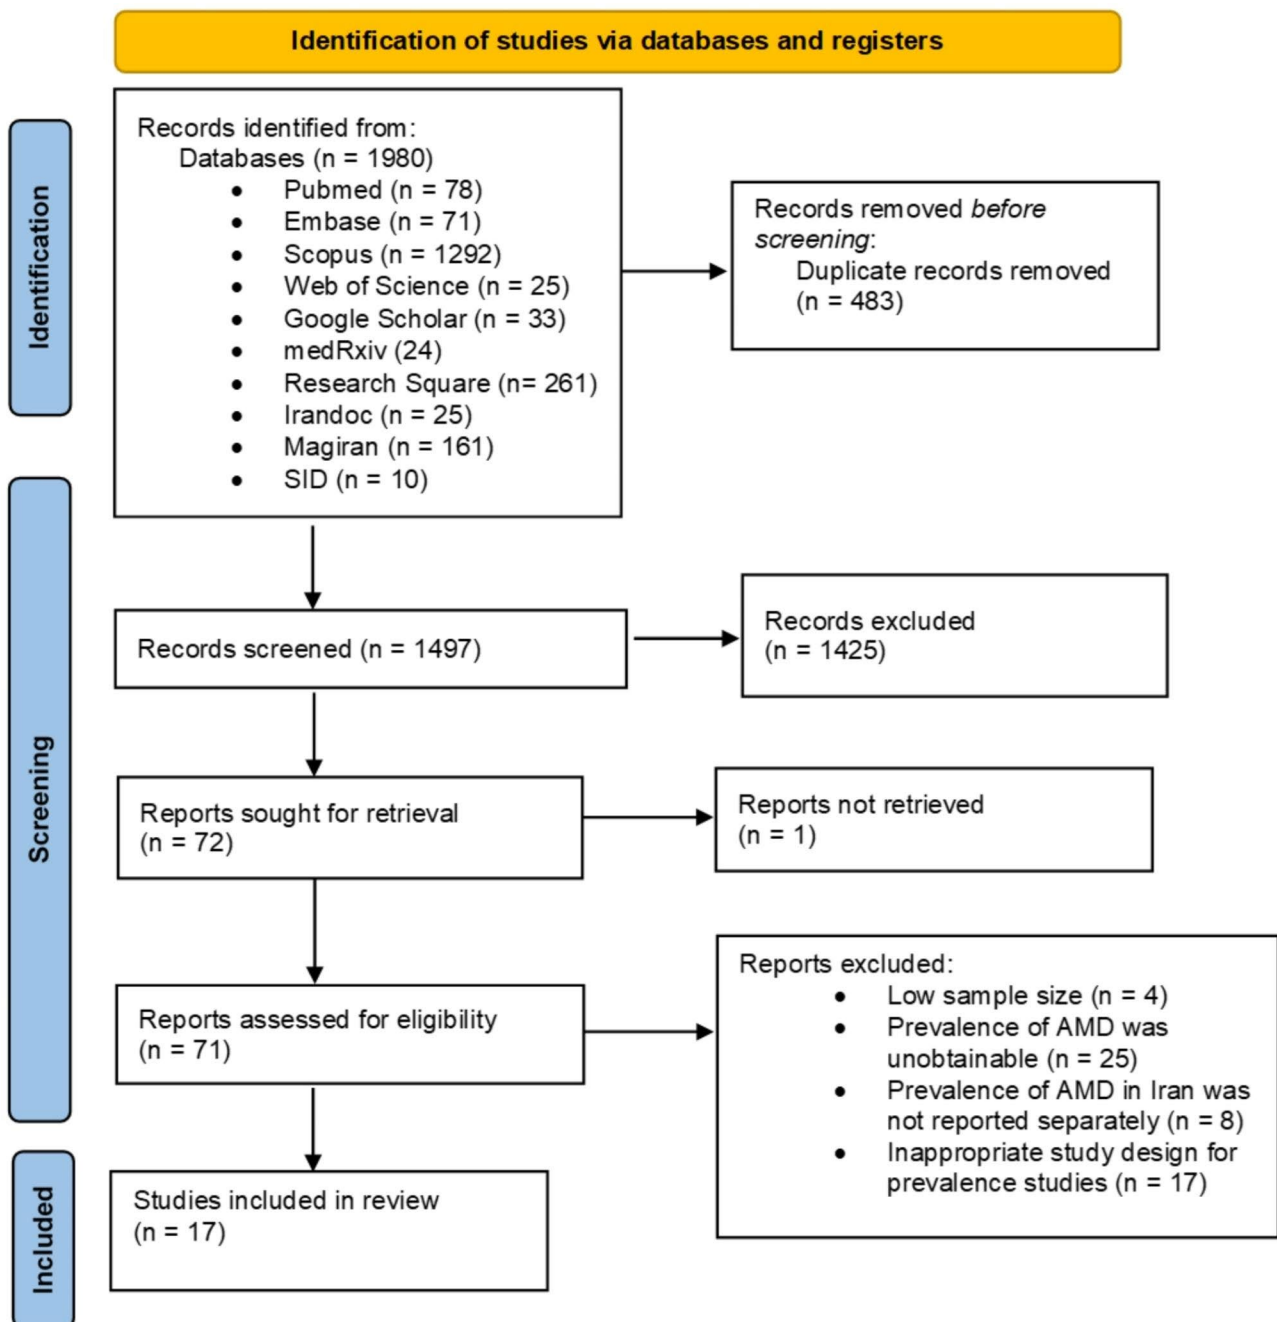 Identification of studies via databases and registers
Identification
Records identified from:
Databases (n = 1980)
• Pubmed (n = 78)
• Embase (n = 71)
• Scopus (n = 1292)
• Web of Science (n = 25)
• Google Scholar (n = 33)
• medRxiv (24)
• Research Square (n= 261)
• Irandoc (n = 25)
• Magiran (n = 161)
• SID (n = 10)
Records removed before
screening:
Duplicate records removed
(n = 483)
Screening
Records screened (n = 1497)
Records excluded
(n = 1425)
Reports sought for retrieval
(n = 72)
Reports not retrieved
(n = 1)
Reports assessed for eligibility
(n = 71)
Reports excluded:
• Low sample size (n = 4)
• Prevalence of AMD was
unobtainable (n = 25)
• Prevalence of AMD in Iran was
not reported separately (n = 8)
• Inappropriate study design for
prevalence studies (n = 17)
Included
Studies included in review
(n = 17)